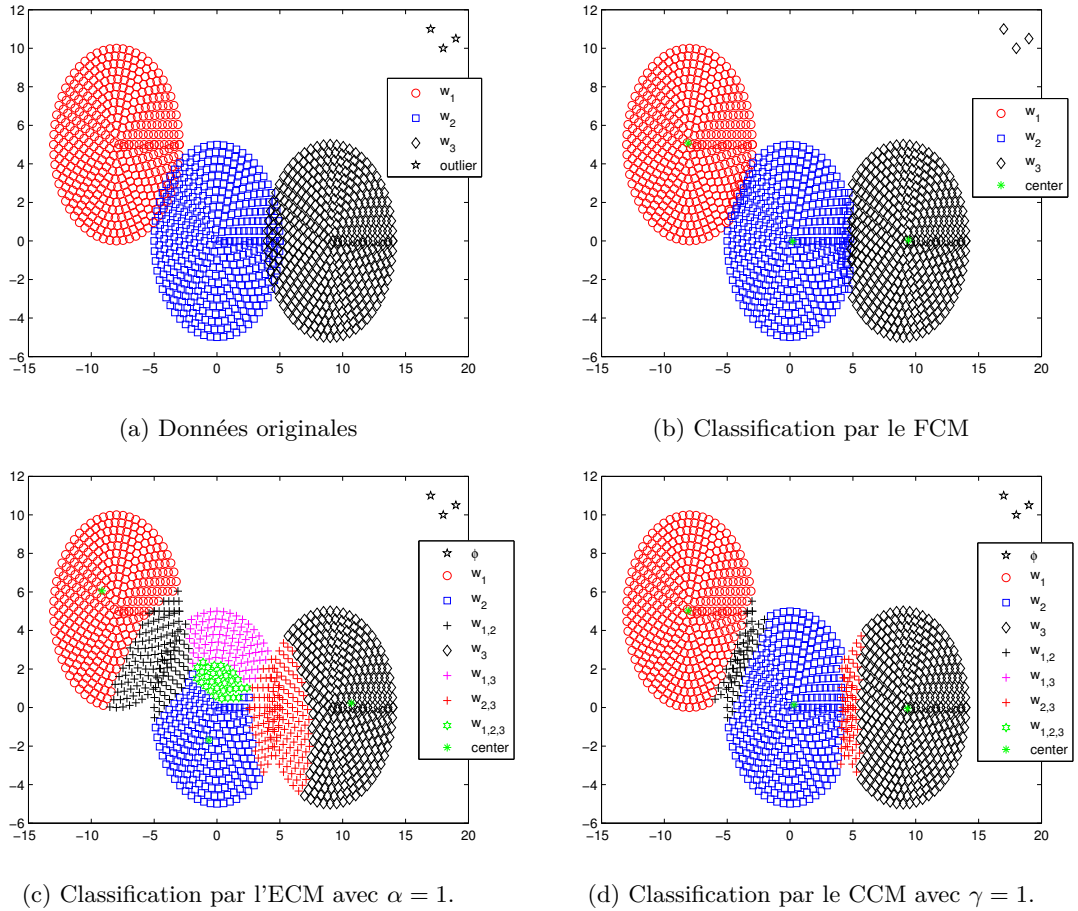 12
10
8
6
4
2
0
−2
−4
−6
−15 −10 −5 0 5 10 15 20
w1
w2
w3
outlier
(a) Données originales
12
10
8
6
4
2
0
−2
−4
−6
−15 −10 −5 0 5 10 15 20
w1
w2
w3
center
(b) Classification par le FCM
12
10
8
6
4
2
0
−2
−4
−6
−15 −10 −5 0 5 10 15 20
ϕ
w1
w2
w1,2
w3
w1,3
w2,3
w1,2,3
center
(c) Classification par l'ECM avec α = 1.
12
10
8
6
4
2
0
−2
−4
−6
−15 −10 −5 0 5 10 15 20
ϕ
w1
w2
w3
w1,2
w1,3
w2,3
w1,2,3
center
(d) Classification par le CCM avec γ = 1.